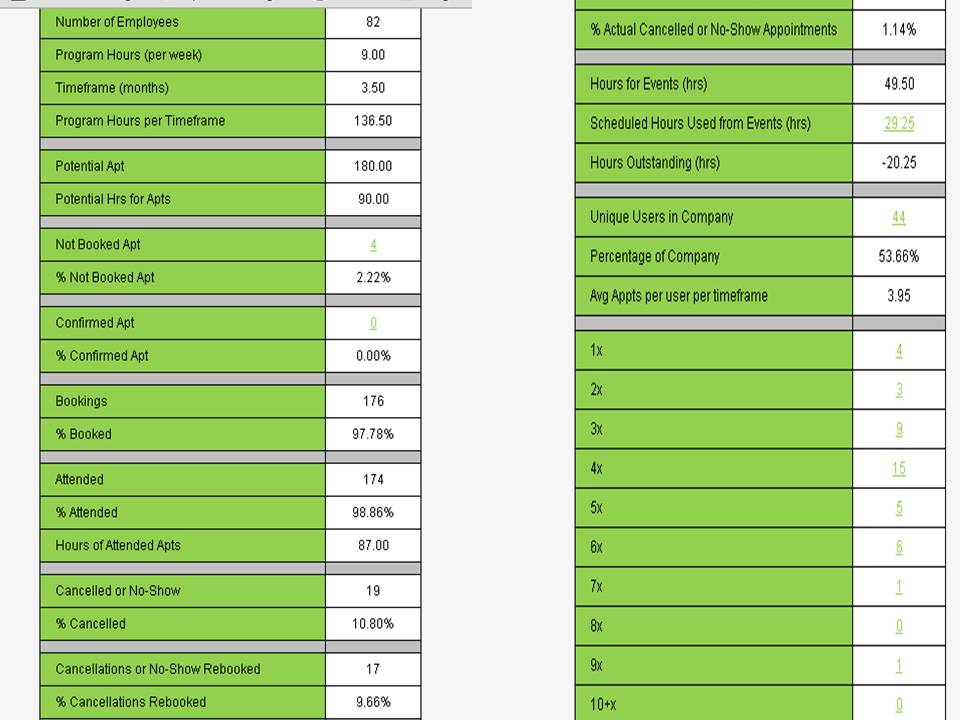 Number of Employees 82
Program Hours (per week) 9.00
Timeframe (months) 3.50
Program Hours per Timeframe 136.50
Potential Apt 180.00
Potential Hrs for Apts 90.00
Not Booked Apt 4
% Not Booked Apt 2.22%
Confirmed Apt 0
% Confirmed Apt 0.00%
Bookings 176
% Booked 97.78%
Attended 174
% Attended 98.86%
Hours of Attended Apts 87.00
Cancelled or No-Show 19
% Cancelled 10.80%
Cancellations or No-Show Rebooked 17
% Cancellations Rebooked 9.66%
% Actual Cancelled or No-Show Appointments 1.14%
Hours for Events (hrs) 49.50
Scheduled Hours Used from Events (hrs) 29.25
Hours Outstanding (hrs) -20.25
Unique Users in Company 44
Percentage of Company 53.66%
Avg Appts per user per timeframe 3.95
1x 4
2x 3
3x 9
4x 15
5x 5
6x 6
7x 1
8x 0
9x 1
10+x 0